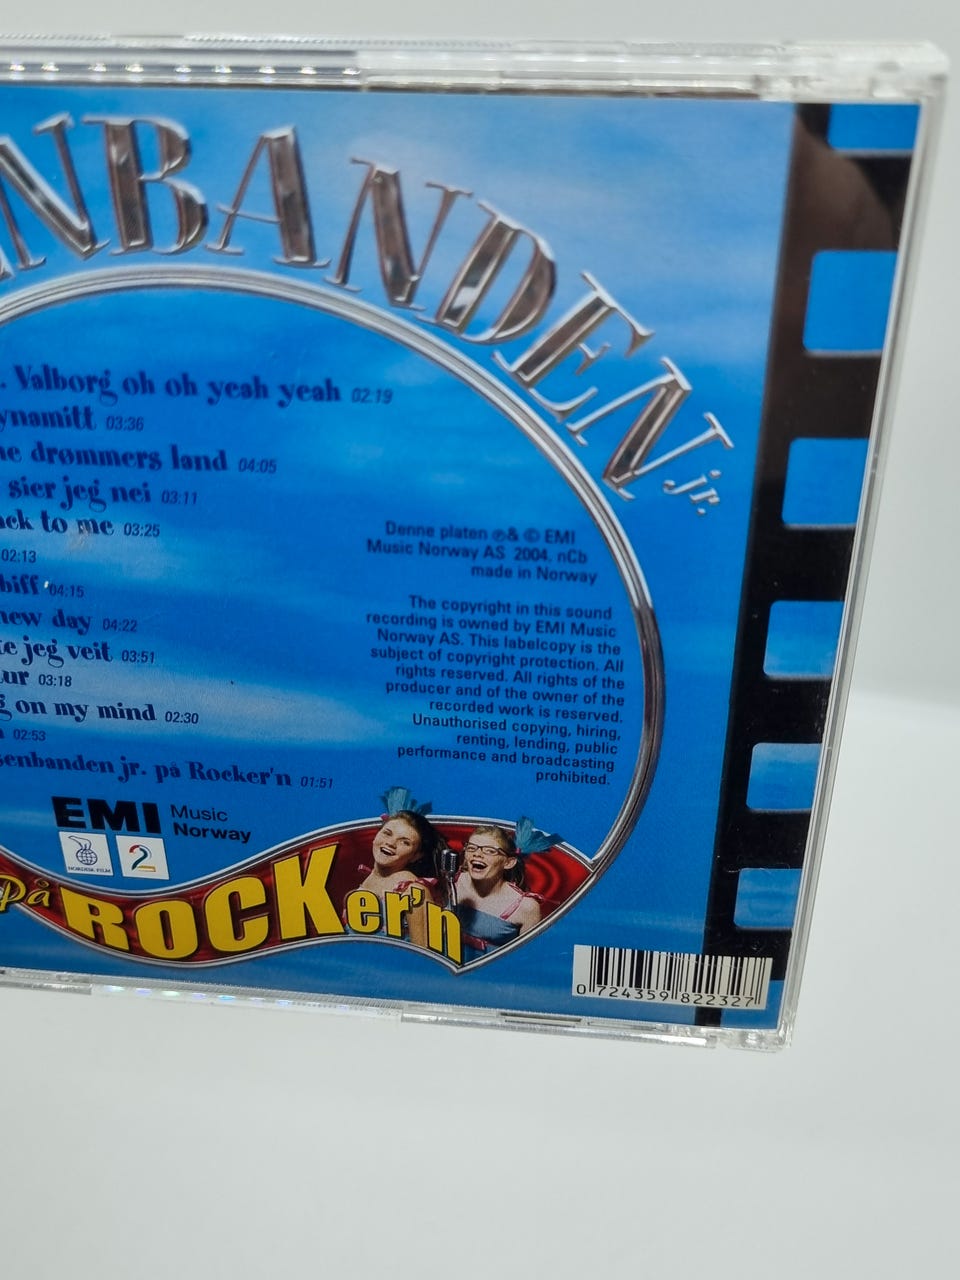 NBANDEN jr.
. Valborg oh oh yeah yeah 02:19
ynamitt 03:36
ne drømmers land 04:05
sier jeg nei 03:11
ack to me 03:25
02:13
biff 04:15
new day 04:22
te jeg veit 03:51
ur 03:18
g on my mind 02:30
02:53
senbanden jr. på Rocker'n 01:51
Denne platen ℗& © EMI
Music Norway AS 2004. nCb
made in Norway
The copyright in this sound
recording is owned by EMI Music
Norway AS. This labelcopy is the
subject of copyright protection. All
rights reserved. All rights of the
producer and of the owner of the
recorded work is reserved.
Unauthorised copying, hiring,
renting, lending, public
performance and broadcasting
prohibited.
EMI Music
Norway
NORDISK FILM
2
På ROCKer'n
0 724359 822327